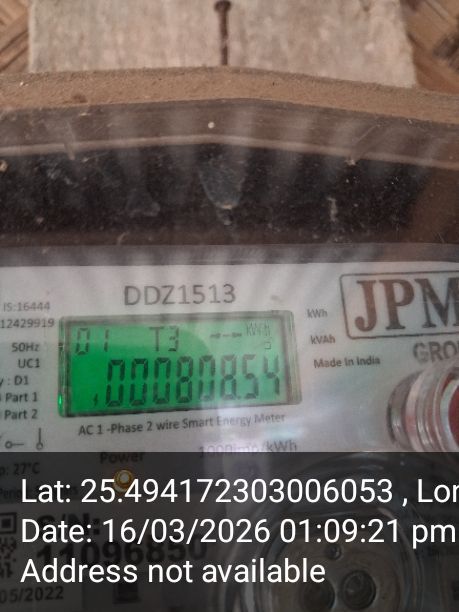 DDZ1513
IS:16444
12429919
50Hz
UC1
: D1
Part 1
Part 2
01 T3 --- kWh
00080854
kWh
kVAh
Made in India
JPM
GRO
AC 1 -Phase 2 wire Smart Energy Meter
Power
27°C
05/2022
Lat: 25.494172303006053 , Lon
Date: 16/03/2026 01:09:21 pm
Address not available